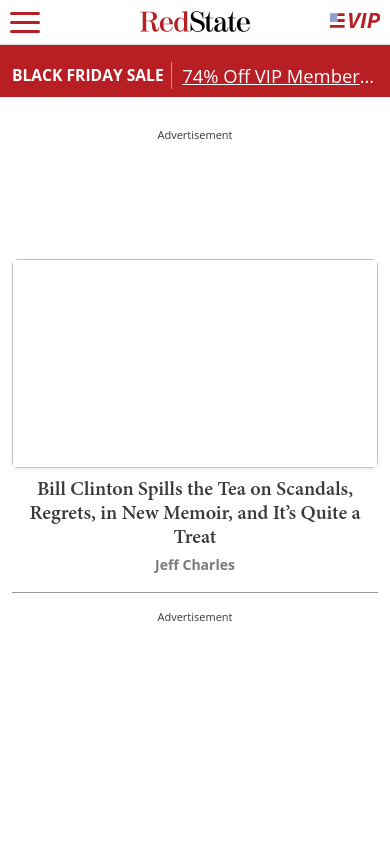 RedState
VIP
BLACK FRIDAY SALE
74% Off VIP Member...
Advertisement
Bill Clinton Spills the Tea on Scandals,
Regrets, in New Memoir, and It’s Quite a
Treat
Jeff Charles
Advertisement